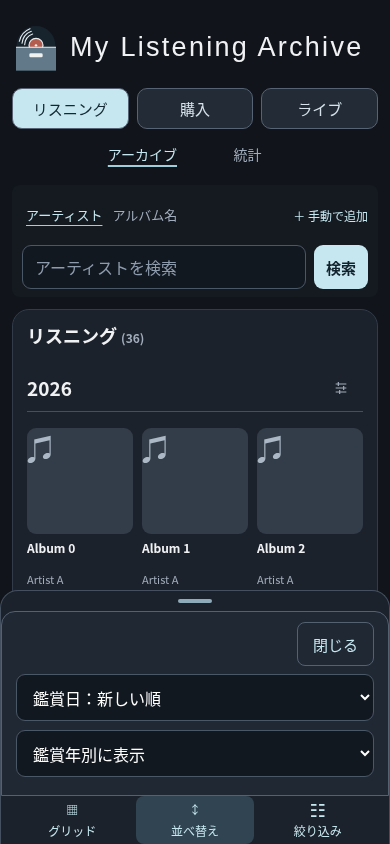 My Listening Archive
リスニング 購入 ライブ
アーカイブ 統計
アーティスト アルバム名 ＋ 手動で追加
アーティストを検索 検索
リスニング (36)
2026
Album 0 Album 1 Album 2
Artist A Artist A Artist A
閉じる
鑑賞日：新しい順
鑑賞年別に表示
グリッド 並べ替え 絞り込み